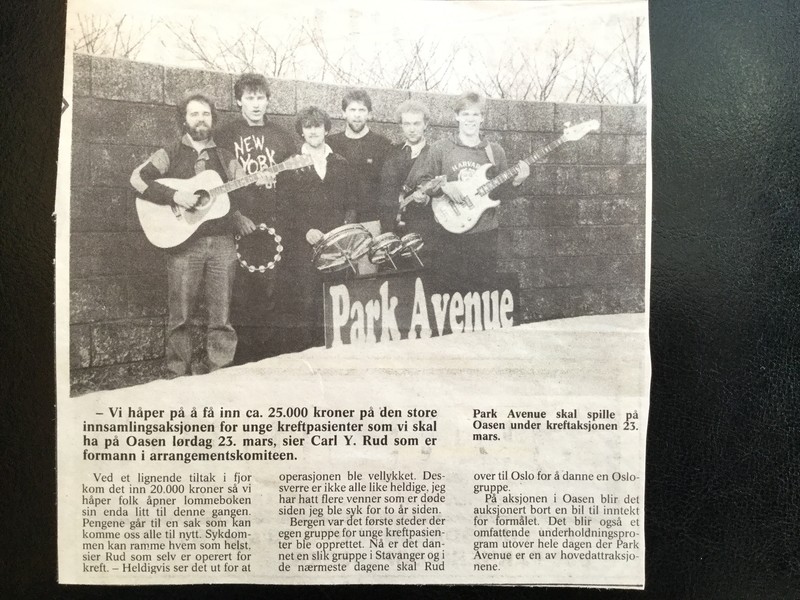 NEW
YORK
HARVARD
Park Avenue
– Vi håper på å få inn ca. 25.000 kroner på den store
innsamlingsaksjonen for unge kreftpasienter som vi skal
ha på Oasen lørdag 23. mars, sier Carl Y. Rud som er
formann i arrangementskomiteen.
Park Avenue skal spille på
Oasen under kreftaksjonen 23.
mars.
Ved et lignende tiltak i fjor
kom det inn 20.000 kroner så vi
håper folk åpner lommeboken
sin enda litt til denne gangen.
Pengene går til en sak som kan
komme oss alle til nytt. Sykdom-
men kan ramme hvem som helst,
sier Rud som selv er operert for
kreft. – Heldigvis ser det ut for at
operasjonen ble vellykket. Des-
sverre er ikke alle like heldige, jeg
har hatt flere venner som er døde
siden jeg ble syk for to år siden.
Bergen var det første steder der
egen gruppe for unge kreftpasien-
ter ble opprettet. Nå er det dan-
net en slik gruppe i Stavanger og i
de nærmeste dagene skal Rud
over til Oslo for å danne en Oslo-
gruppe.
På aksjonen i Oasen blir det
auksjonert bort en bil til inntekt
for formålet. Det blir også et
omfattende underholdningspro-
gram utover hele dagen der Park
Avenue er en av hovedattraksjo-
nene.